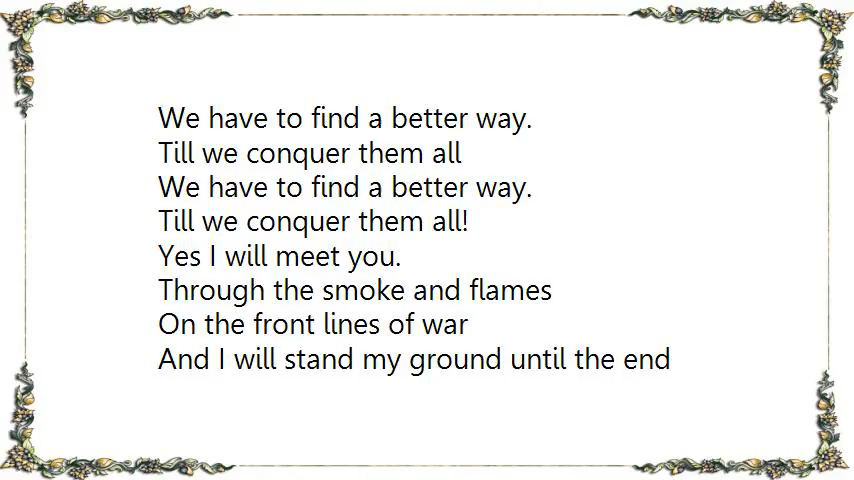 We have to find a better way.
Till we conquer them all
We have to find a better way.
Till we conquer them all!
Yes I will meet you.
Through the smoke and flames
On the front lines of war
And I will stand my ground until the end